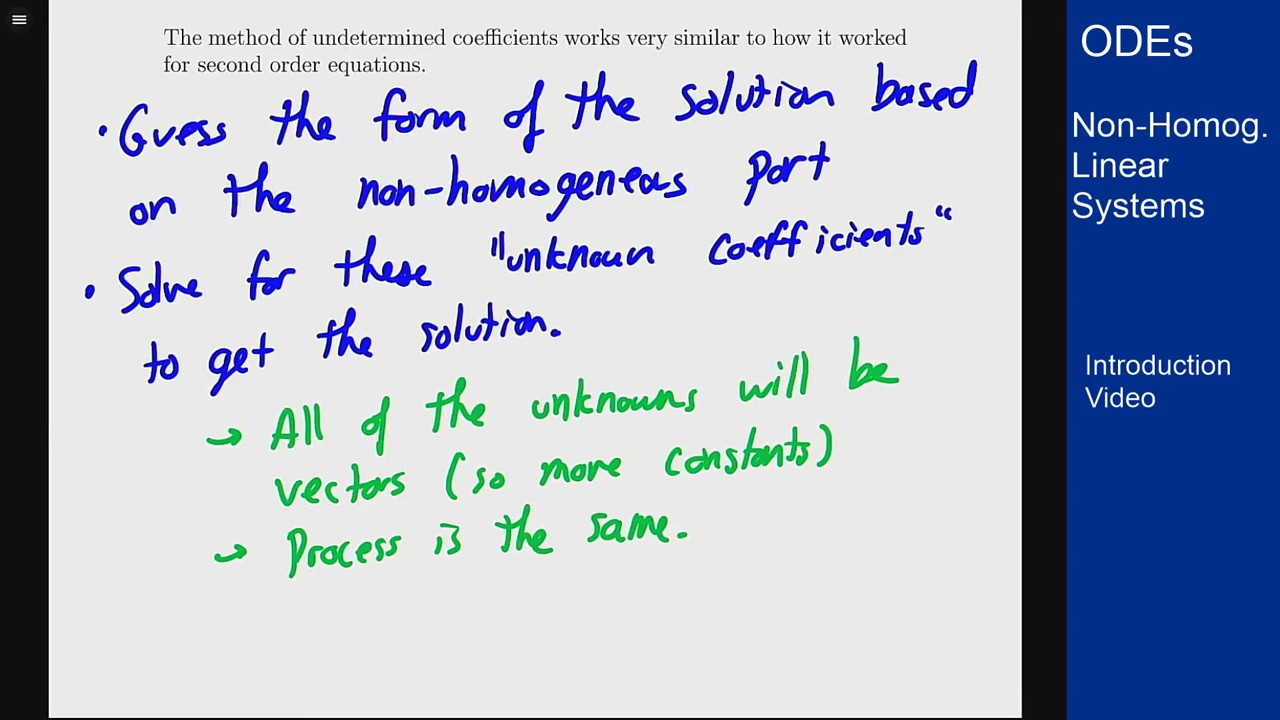 The method of undetermined coefficients works very similar to how it worked
for second order equations.
• Guess the form of the solution based
on the non-homogeneous part
• Solve for these "unknown coefficients"
to get the solution.
→ All of the unknowns will be
vectors (so more constants)
→ Process is the same.
ODEs
Non-Homog.
Linear
Systems
Introduction
Video